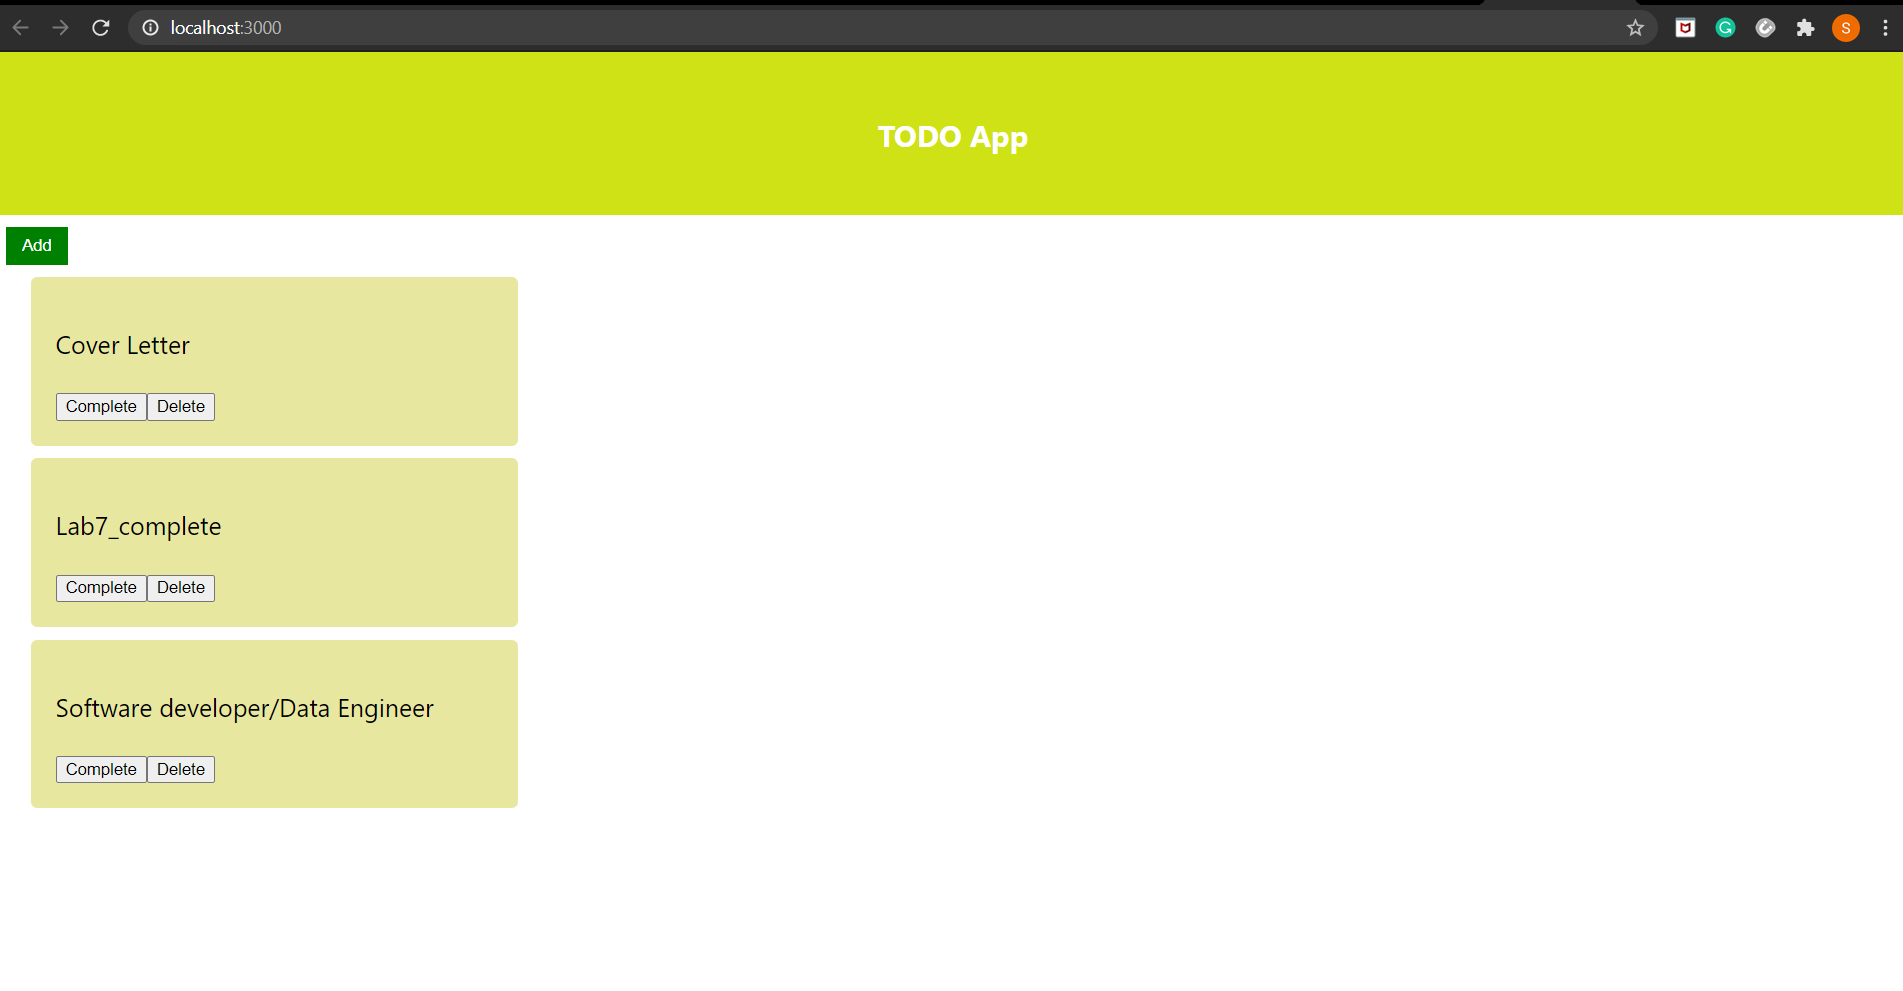 localhost:3000
S
TODO App
Add
Cover Letter
Complete Delete
Lab7_complete
Complete Delete
Software developer/Data Engineer
Complete Delete